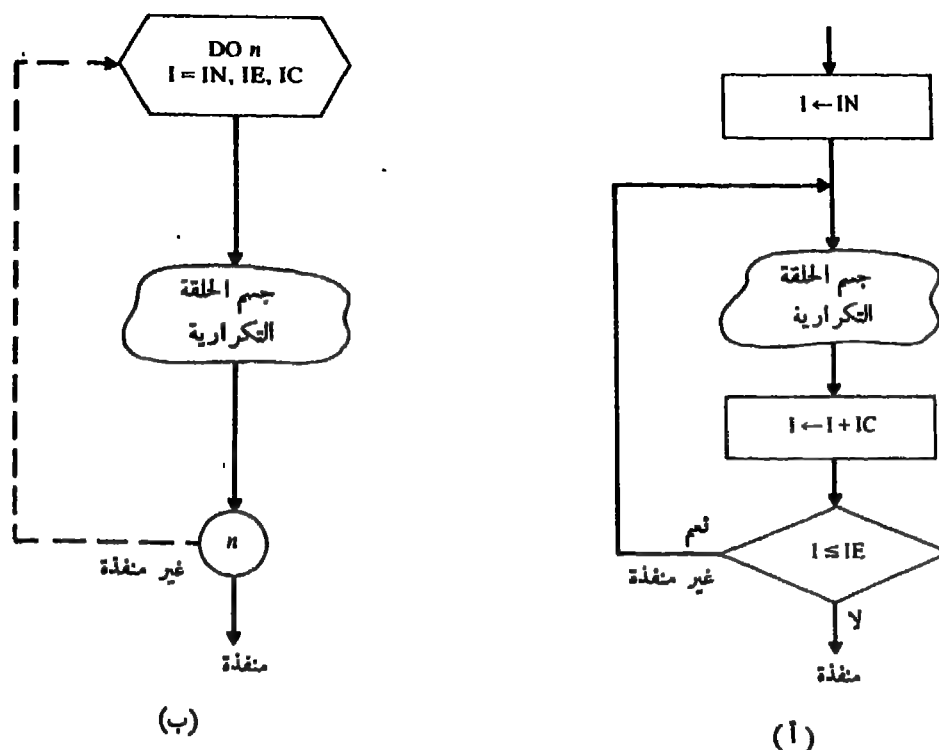 I ← IN
جسم الحلقة
التكرارية
I ← I + IC
I ≤ IE
نعم
غير منفذة
لا
منفذة
(أ)
DO n
I = IN, IE, IC
جسم الحلقة
التكرارية
n
غير منفذة
منفذة
(ب)